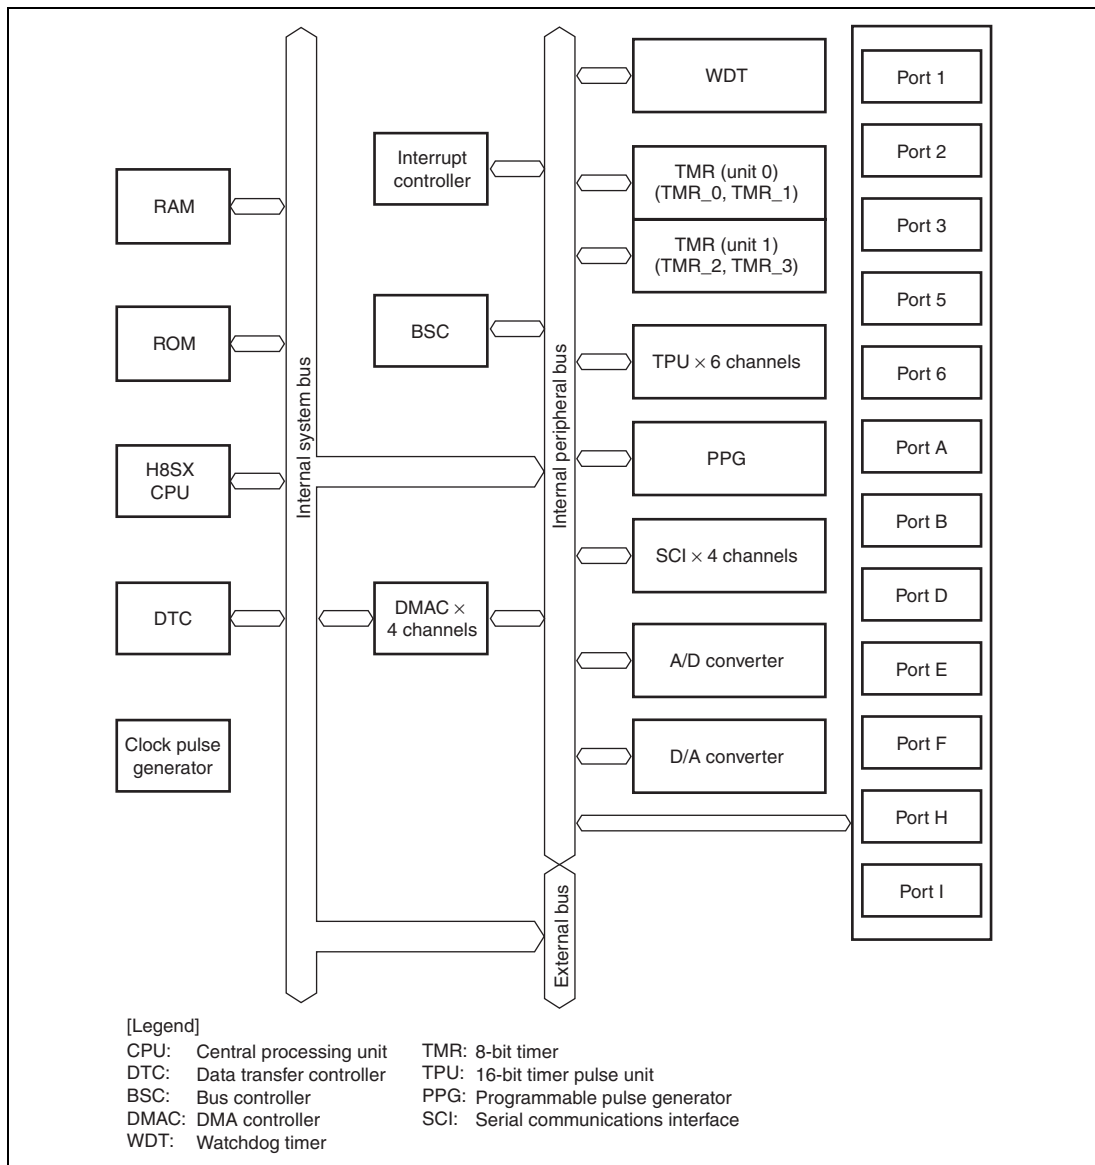 RAM
ROM
H8SX
CPU
DTC
Clock pulse
generator
Internal system bus
Interrupt
controller
BSC
DMAC ×
4 channels
Internal peripheral bus
External bus
WDT
TMR (unit 0)
(TMR_0, TMR_1)
TMR (unit 1)
(TMR_2, TMR_3)
TPU × 6 channels
PPG
SCI × 4 channels
A/D converter
D/A converter
Port 1
Port 2
Port 3
Port 5
Port 6
Port A
Port B
Port D
Port E
Port F
Port H
Port I
[Legend]
CPU: Central processing unit
DTC: Data transfer controller
BSC: Bus controller
DMAC: DMA controller
WDT: Watchdog timer
TMR: 8-bit timer
TPU: 16-bit timer pulse unit
PPG: Programmable pulse generator
SCI: Serial communications interface